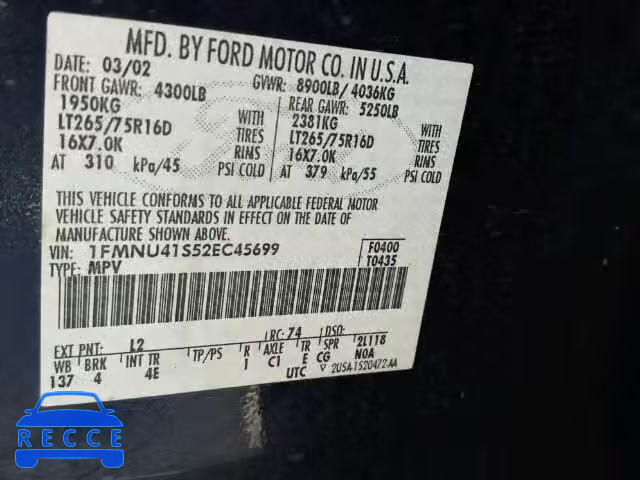 MFD. BY FORD MOTOR CO. IN U.S.A.
DATE: 03/02 GVWR: 8900LB/ 4036KG
FRONT GAWR: 4300LB REAR GAWR: 5250LB
1950KG WITH 2381KG WITH
LT265/75R16D TIRES LT265/75R16D TIRES
16X7.0K RIMS 16X7.0K RIMS
AT 310 kPa/45 PSI COLD AT 379 kPa/55 PSI COLD
THIS VEHICLE CONFORMS TO ALL APPLICABLE FEDERAL MOTOR
VEHICLE SAFETY STANDARDS IN EFFECT ON THE DATE OF
MANUFACTURE SHOWN ABOVE.
VIN: 1FMNU41S52EC45699 F0400
TYPE: MPV T0435
EXT PNT: L2 RC: 74 DSO:
WB BRK INT TR TP/PS R AXLE TR SPR 2L118
137 4 4E 1 C1 E CG NOA
UTC ▽ 2U5A-1520472-AA
RECCE